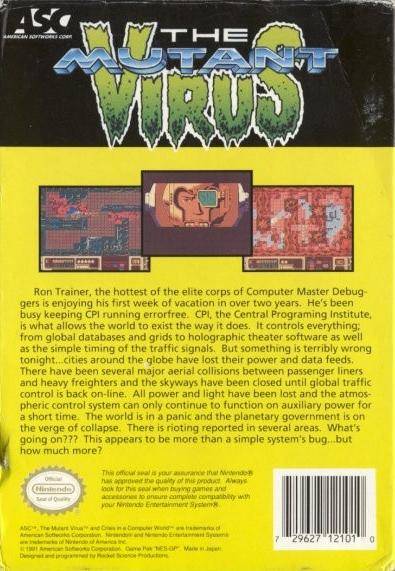 ASC
AMERICAN SOFTWORKS CORP.
THE
MUTANT
VIRUS
Ron Trainer, the hottest of the elite corps of Computer Master Debug-
gers is enjoying his first week of vacation in over two years. He's been
busy keeping CPI running errorfree. CPI, the Central Programing Institute,
is what allows the world to exist the way it does. It controls everything;
from global databases and grids to holographic theater software as well
as the simple timing of the traffic signals. But something is terribly wrong
tonight...cities around the globe have lost their power and data feeds.
There have been several major aerial collisions between passenger liners
and heavy freighters and the skyways have been closed until global traffic
control is back on-line. All power and light have been lost and the atmos-
pheric control system can only continue to function on auxiliary power for
a short time. The world is in a panic and the planetary government is on
the verge of collapse. There is rioting reported in several areas. What's
going on??? This appears to be more than a simple system's bug...but
how much more?
Official
Nintendo
Seal of Quality
This official seal is your assurance that Nintendo®
has approved the quality of this product. Always
look for this seal when buying games and
accessories to ensure complete compatibility with
your Nintendo Entertainment System®.
ASC™, The Mutant Virus™ and Crisis in a Computer World™ are trademarks of
American Softworks Corporation. Nintendo® and Nintendo Entertainment System®
are trademarks of Nintendo of America Inc.
© 1991 American Softworks Corporation. Game Pak "NES-GP". Made in Japan.
Designed and programmed by Rocket Science Productions.
7 29627 12101 0